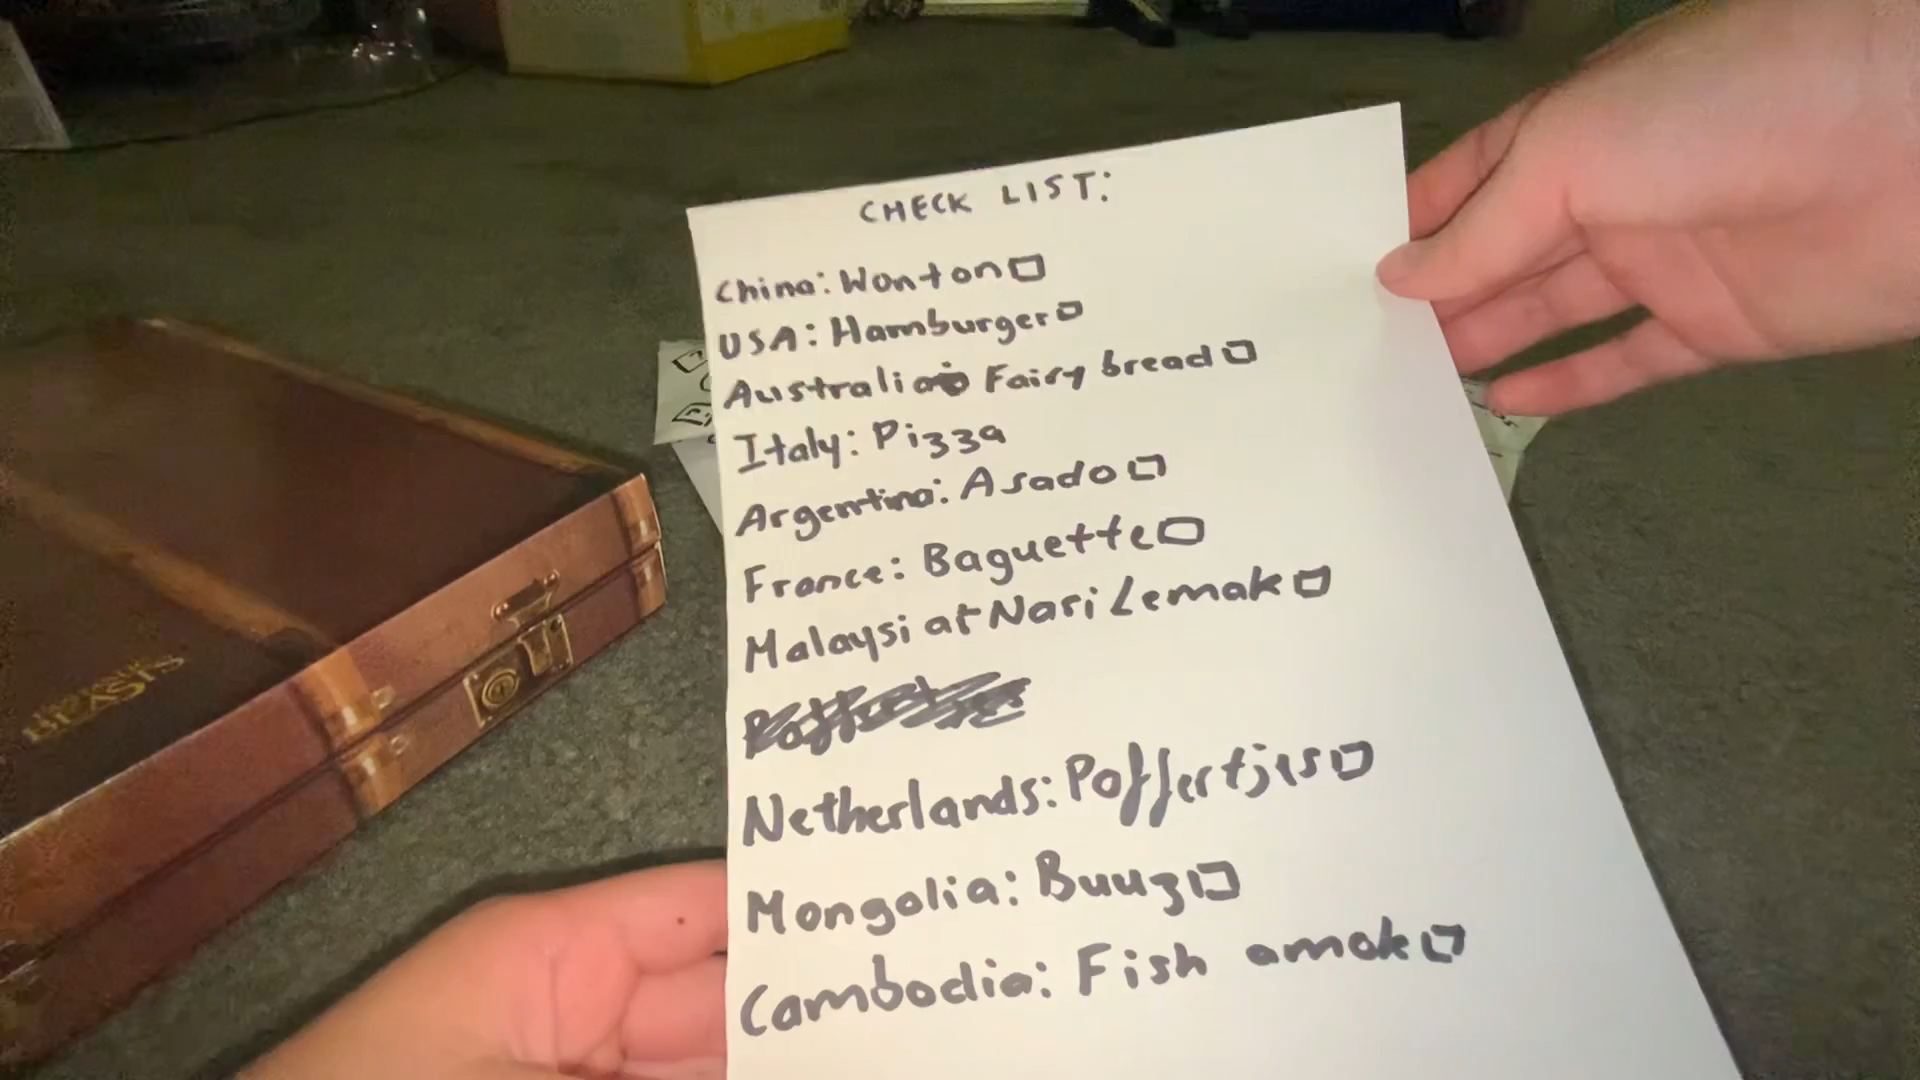 CHECK LIST:
China: Wonton
USA: Hamburger
Australia Fairy bread
Italy: Pizza
Argentina: Asado
France: Baguette
Malaysia: Nasi Lemak
Netherlands: Poffertjes
Mongolia: Buuz
Cambodia: Fish amok
BEASTS